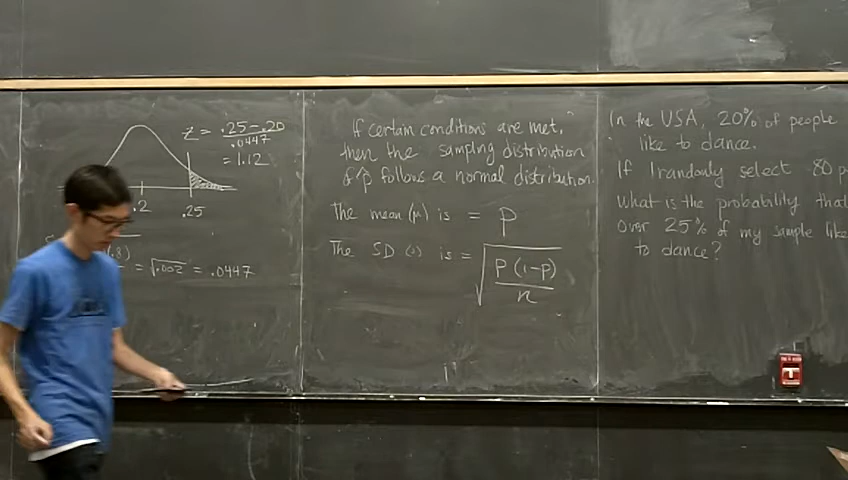 z = .25-.20
.0447
= 1.12
.2
.25
= √.002 = .0447
If certain conditions are met,
then the sampling distribution
of p̂ follows a normal distribution.
The mean (μ) is = P
The SD is = √
P(1-p)
n
In the USA, 20% of people
like to dance.
If I randomly select 80
What is the probability that
over 25% of my sample like
to dance?